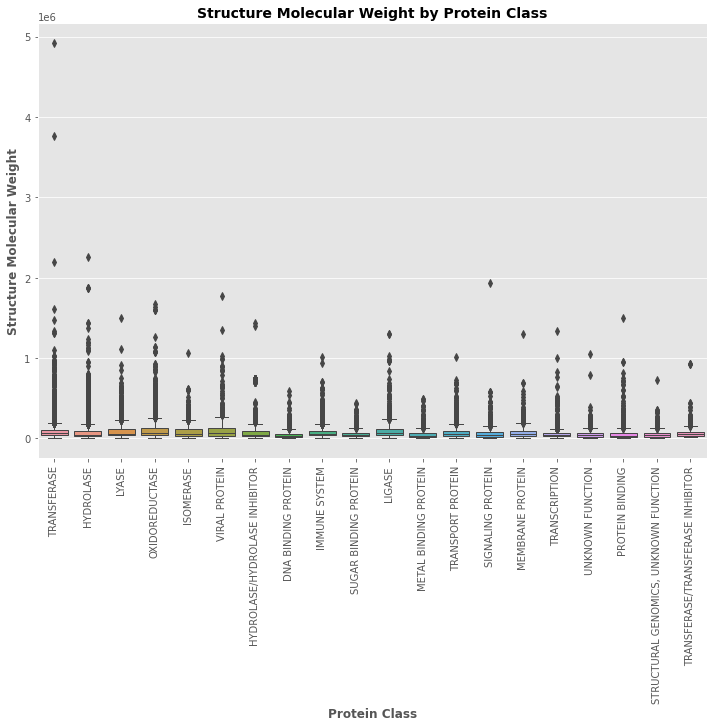 Structure Molecular Weight by Protein Class
1e6
5
4
3
2
1
0
Structure Molecular Weight
TRANSFERASE
HYDROLASE
LYASE
OXIDOREDUCTASE
ISOMERASE
VIRAL PROTEIN
HYDROLASE/HYDROLASE INHIBITOR
DNA BINDING PROTEIN
IMMUNE SYSTEM
SUGAR BINDING PROTEIN
LIGASE
METAL BINDING PROTEIN
TRANSPORT PROTEIN
SIGNALING PROTEIN
MEMBRANE PROTEIN
TRANSCRIPTION
UNKNOWN FUNCTION
PROTEIN BINDING
STRUCTURAL GENOMICS, UNKNOWN FUNCTION
TRANSFERASE/TRANSFERASE INHIBITOR
Protein Class